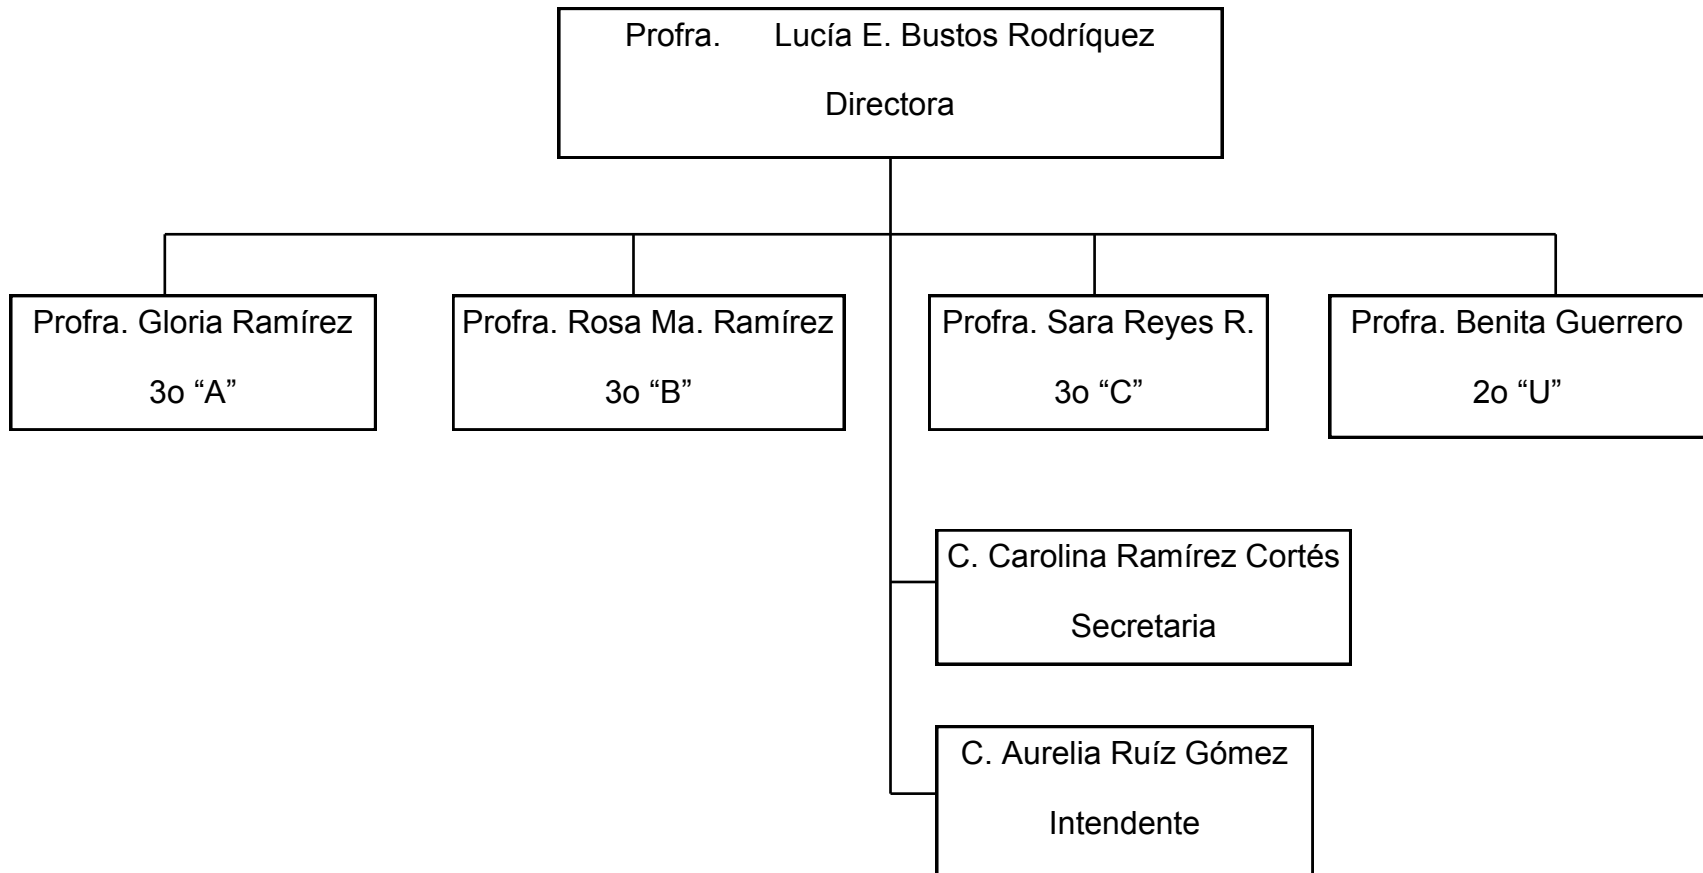 Profra. Lucía E. Bustos Rodríquez
Directora
Profra. Gloria Ramírez
3o “A”
Profra. Rosa Ma. Ramírez
3o “B”
Profra. Sara Reyes R.
3o “C”
Profra. Benita Guerrero
2o “U”
C. Carolina Ramírez Cortés
Secretaria
C. Aurelia Ruíz Gómez
Intendente